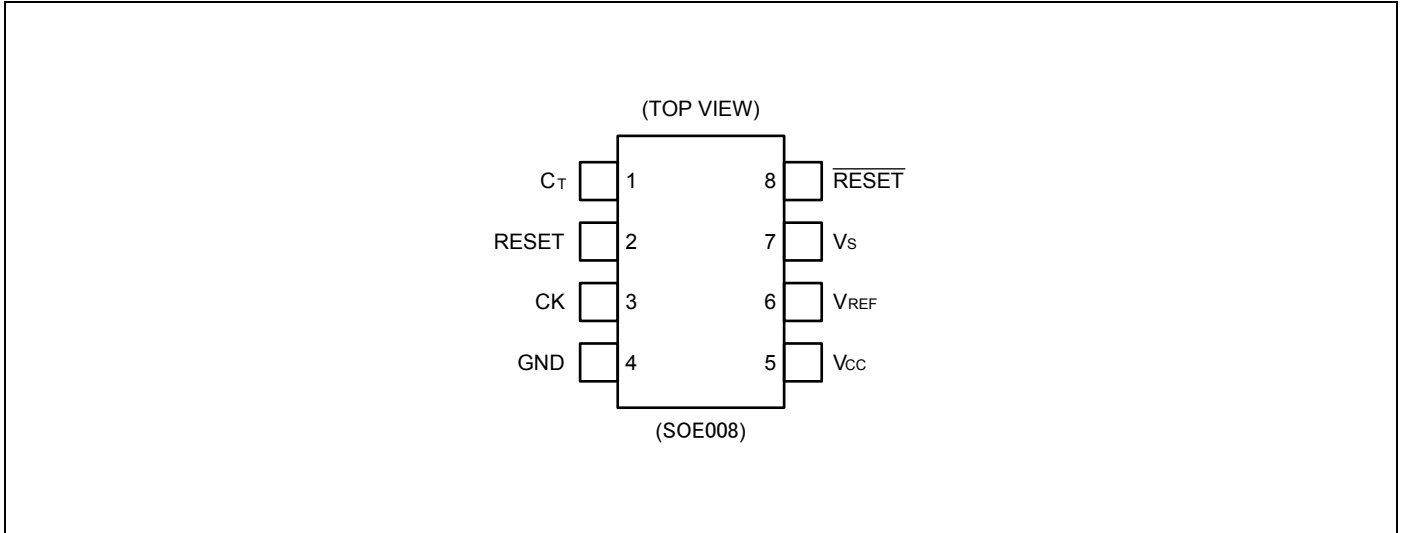 (TOP VIEW)
CT 1 8 RESET
RESET 2 7 VS
CK 3 6 VREF
GND 4 5 VCC
(SOE008)